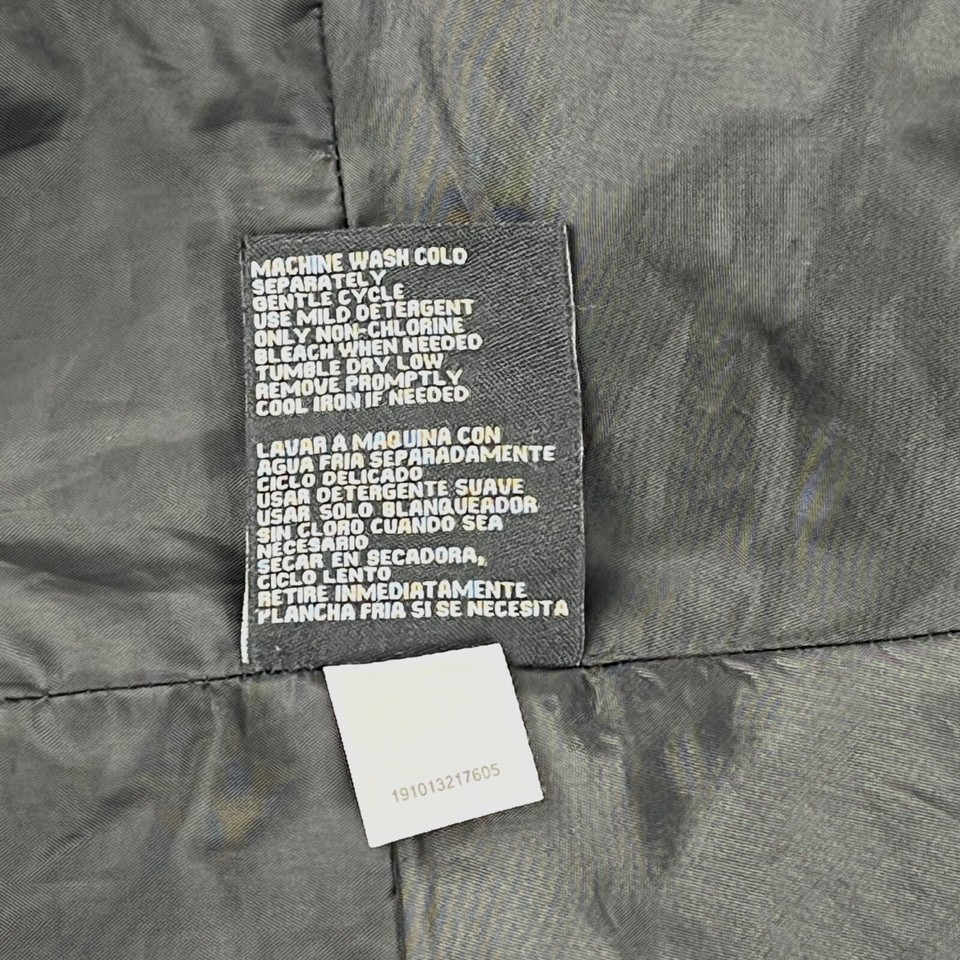 MACHINE WASH COLD
SEPARATELY
GENTLE CYCLE
USE MILD DETERGENT
ONLY NON-CHLORINE
BLEACH WHEN NEEDED
TUMBLE DRY LOW
REMOVE PROMPTLY
COOL IRON IF NEEDED
LAVAR A MAQUINA CON
AGUA FRIA SEPARADAMENTE
CICLO DELICADO
USAR DETERGENTE SUAVE
USAR SOLO BLANQUEADOR
SIN CLORO CUANDO SEA
NECESARIO
SECAR EN SECADORA,
CICLO LENTO
RETIRE INMEDIATAMENTE
PLANCHA FRIA SI SE NECESITA
191013217605